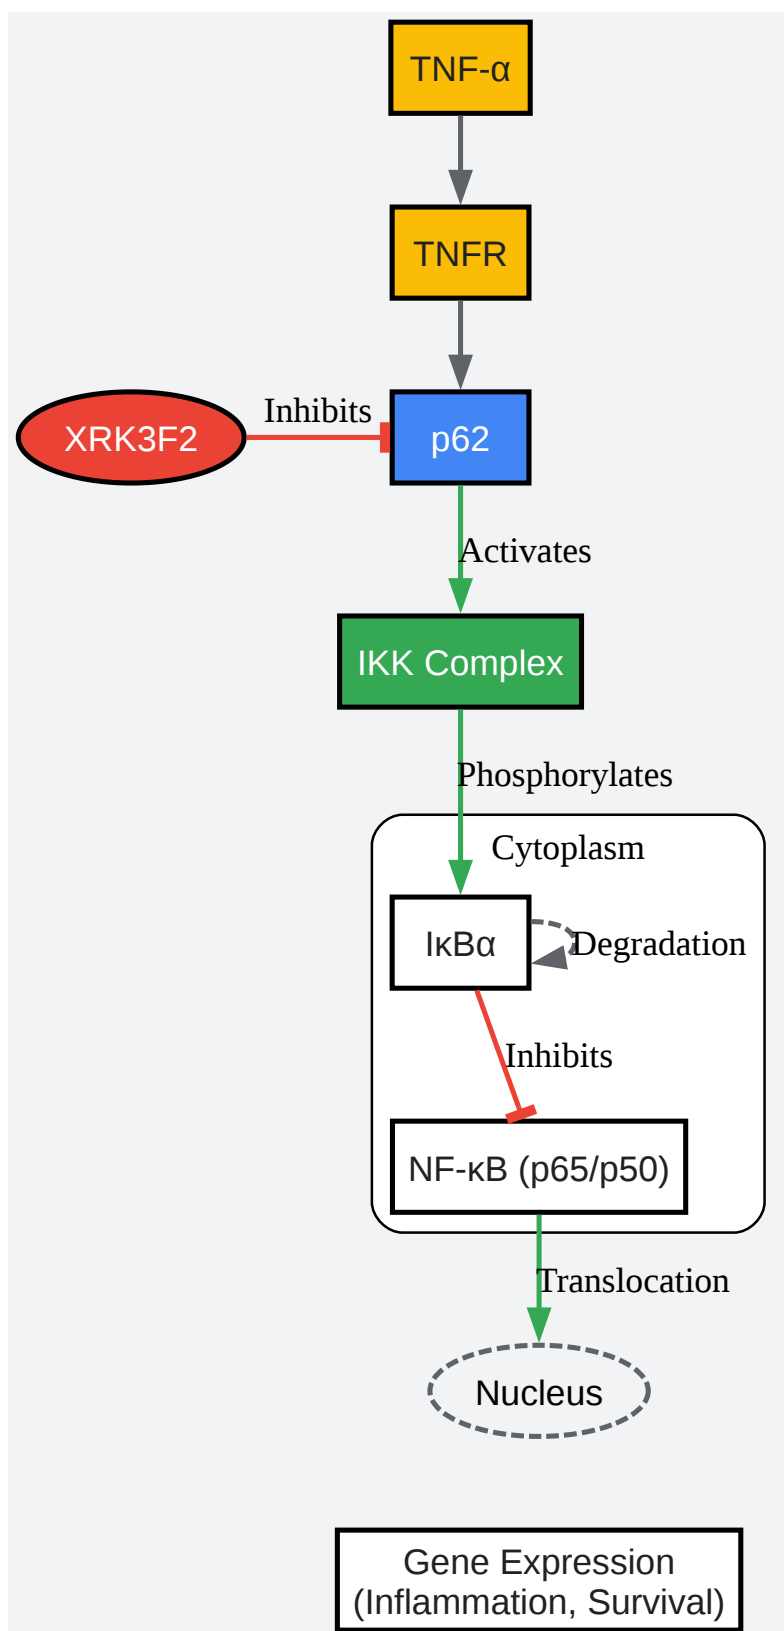 TNF-α
TNFR
XRK3F2
Inhibits
p62
Activates
IKK Complex
Phosphorylates
Cytoplasm
IκBα
Degradation
Inhibits
NF-κB (p65/p50)
Translocation
Nucleus
Gene Expression
(Inflammation, Survival)